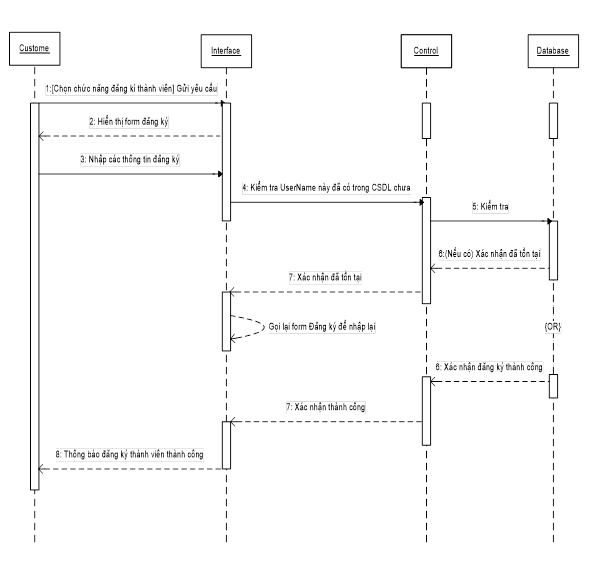 Custome
Interface
Control
Database
1:[Chọn chức năng đăng kí thành viên] Gửi yêu cầu
2: Hiển thị form đăng ký
3: Nhập các thông tin đăng ký
4: Kiểm tra UserName này đã có trong CSDL chưa
5: Kiểm tra
6:(Nếu có) Xác nhận đã tồn tại
7: Xác nhận đã tồn tại
Gọi lại form Đăng ký để nhập lại
{OR}
6: Xác nhận đăng ký thành công
7: Xác nhận thành công
8: Thông báo đăng ký thành viên thành công